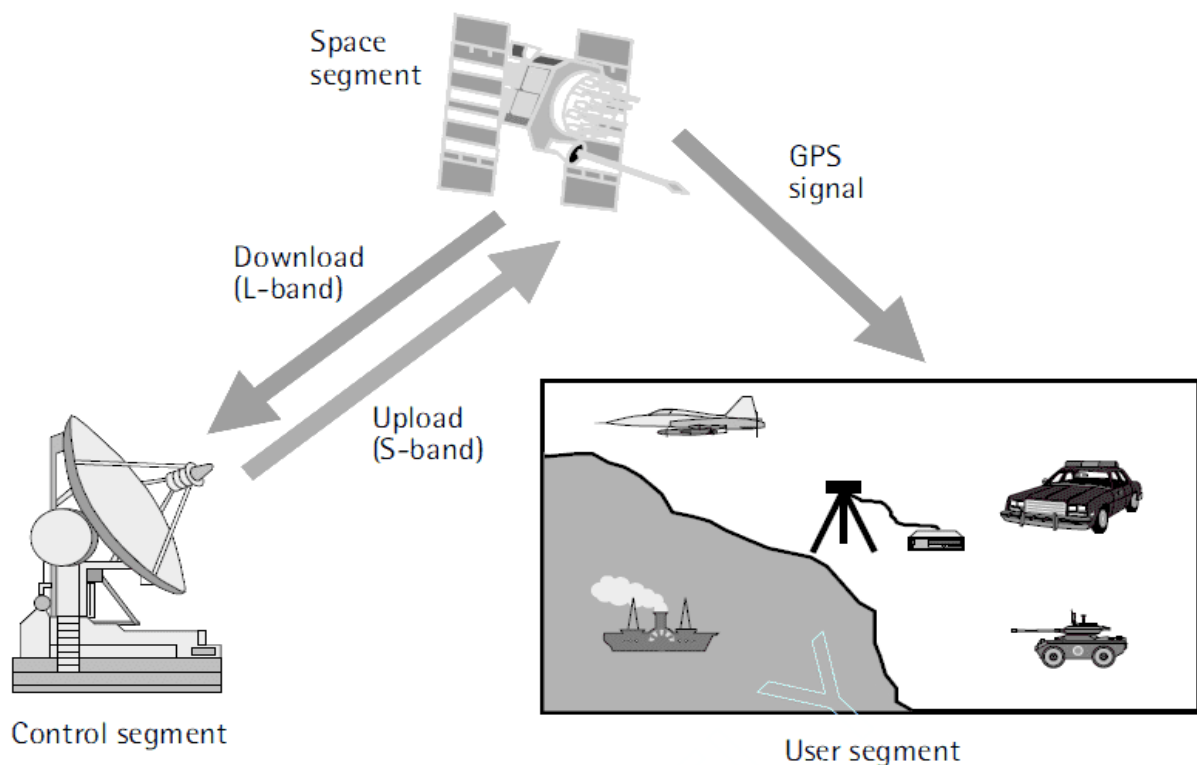 Space
segment
GPS
signal
Download
(L-band)
Upload
(S-band)
Control segment
User segment